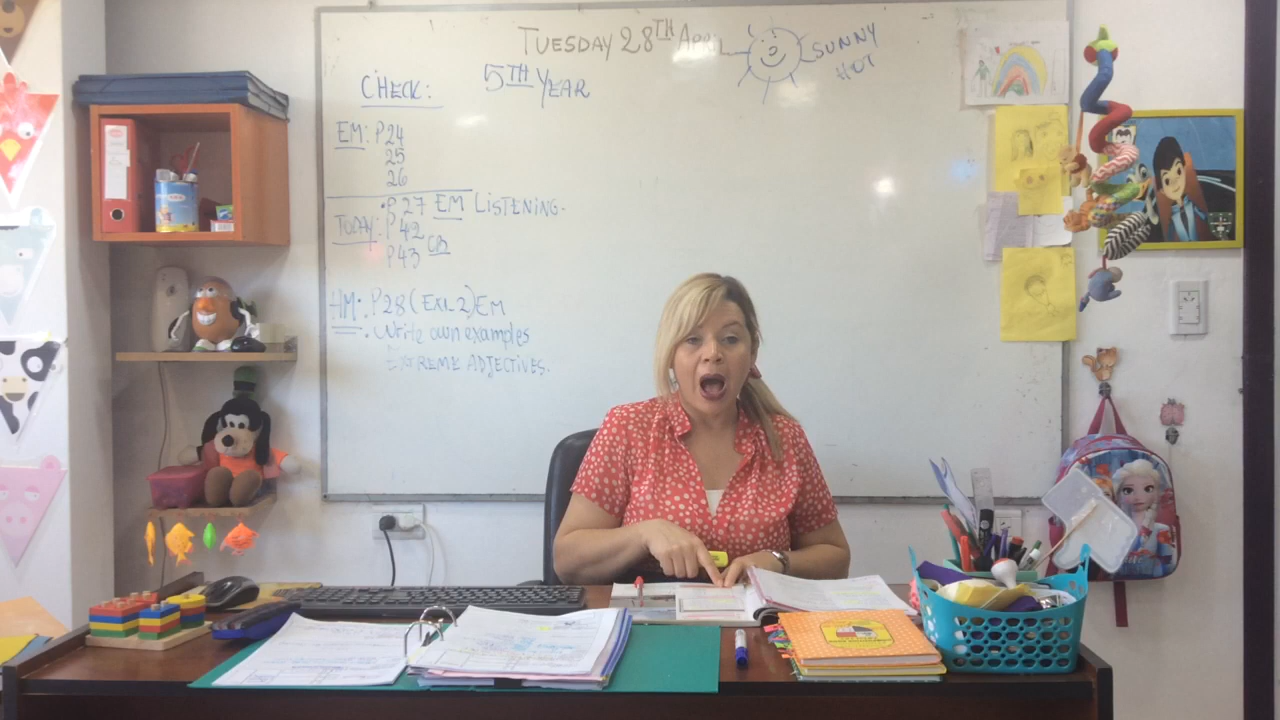 TUESDAY 28TH APRIL
SUNNY
HOT
5TH YEAR
CHECK:
EM: P24
25
26
TODAY: • P27 EM LISTENING.
P42
P43 CB
HM: • P28 (EX1.2) EM
• Write own examples
EXTREME ADJECTIVES.